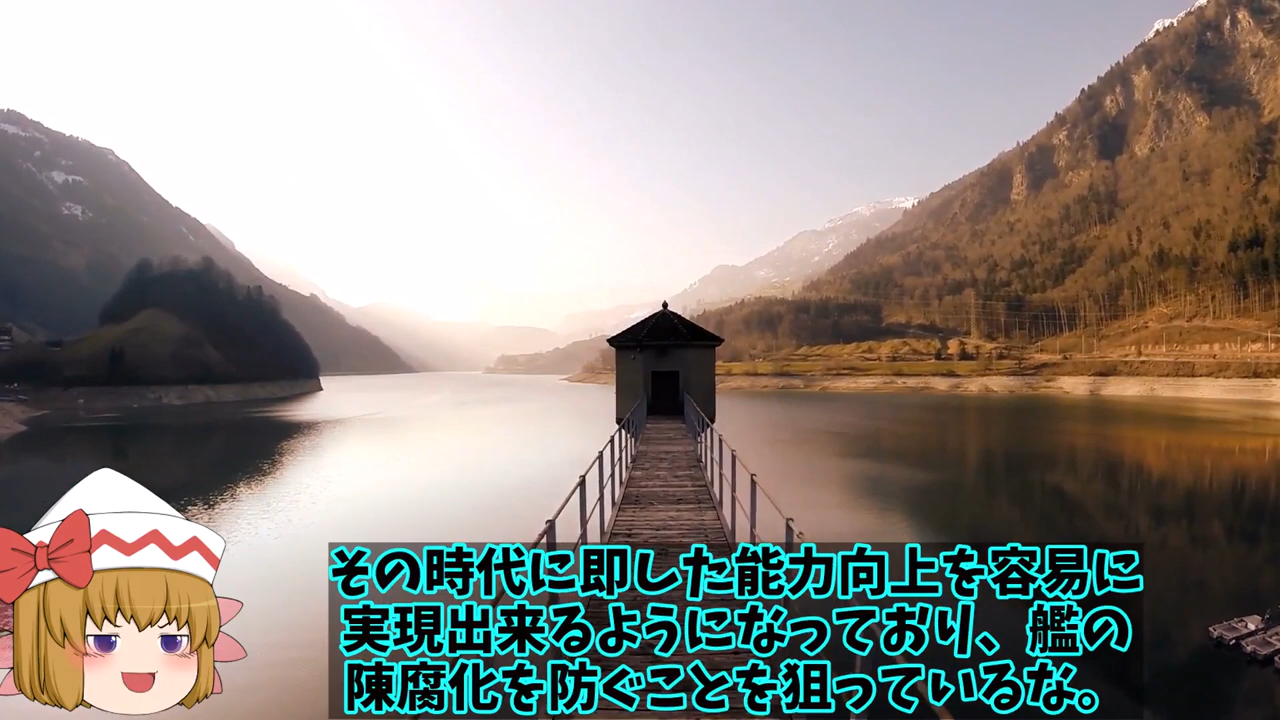 その時代に即した能力向上を容易に
実現出来るようになっており、艦の
陳腐化を防ぐことを狙っているな。